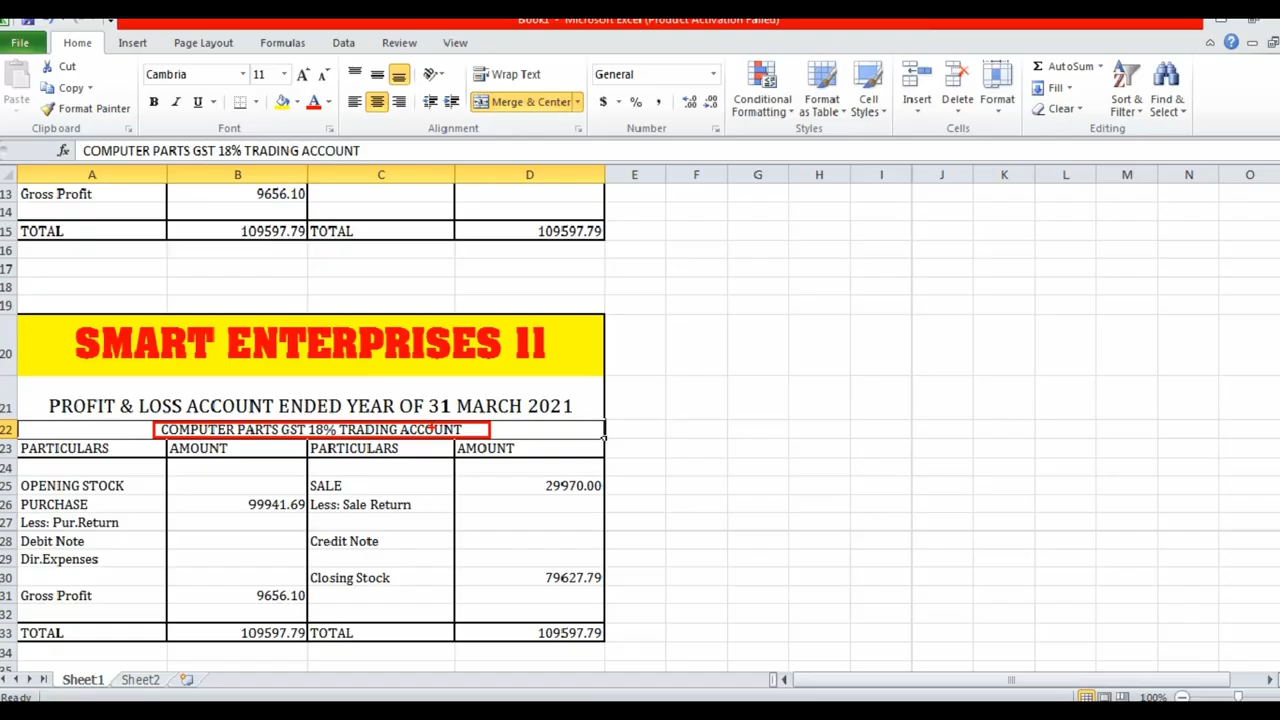 Book1 - Microsoft Excel (Product Activation Failed)
File Home Insert Page Layout Formulas Data Review View
Paste
Cut
Copy
Format Painter
Clipboard
Cambria 11
B I U
Font
Wrap Text
Merge & Center
Alignment
General
$ % ,
Number
Conditional Formatting
Format as Table
Cell Styles
Styles
Insert
Delete
Format
Cells
AutoSum
Fill
Clear
Sort & Filter
Find & Select
Editing
fx COMPUTER PARTS GST 18% TRADING ACCOUNT
A B C D E F G H I J K L M N O
13 Gross Profit 9656.10
14
15 TOTAL 109597.79 TOTAL 109597.79
16
17
18
19
20 SMART ENTERPRISES 11
21 PROFIT & LOSS ACCOUNT ENDED YEAR OF 31 MARCH 2021
22 COMPUTER PARTS GST 18% TRADING ACCOUNT
23 PARTICULARS AMOUNT PARTICULARS AMOUNT
24
25 OPENING STOCK SALE 29970.00
26 PURCHASE 99941.69 Less: Sale Return
27 Less: Pur.Return
28 Debit Note Credit Note
29 Dir.Expenses
30 Closing Stock 79627.79
31 Gross Profit 9656.10
32
33 TOTAL 109597.79 TOTAL 109597.79
34
35
Sheet1 Sheet2
Ready 100%